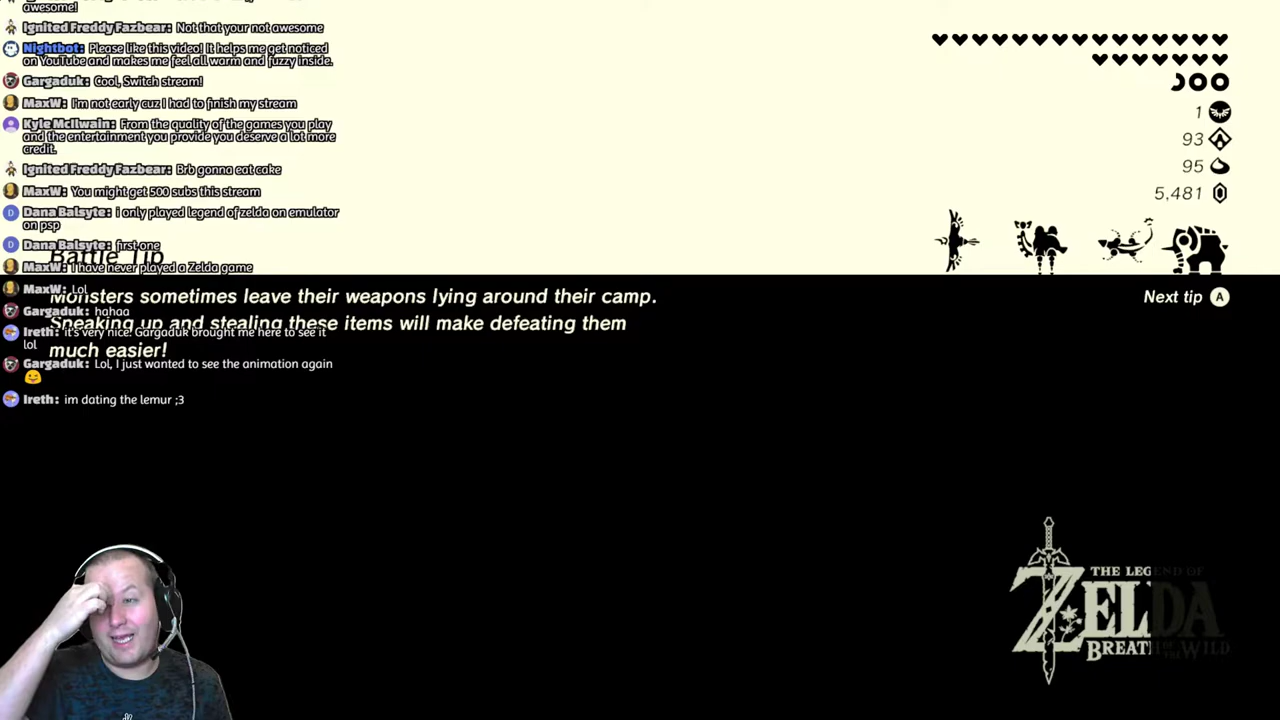 awesome!
Ignited Freddy Fazbear: Not that your not awesome
Nightbot: Please like this video! It helps me get noticed
on YouTube and makes me feel all warm and fuzzy inside.
Gargaduk: Cool, Switch stream!
MaxW: I'm not early cuz I had to finish my stream
Kyle McIlwain: From the quality of the games you play
and the entertainment you provide you deserve a lot more
credit.
Ignited Freddy Fazbear: Brb gonna eat cake
MaxW: You might get 500 subs this stream
D Dana Balsyte: i only played legend of zelda on emulator
on psp
D Dana Balsyte: first one
MaxW: I have never played a Zelda game
MaxW: Lol
Gargaduk: hahaa
Ireth: it's very nice! Gargaduk brought me here to see it
lol
Gargaduk: Lol, I just wanted to see the animation again
Ireth: im dating the lemur ;3
1
93
95
5,481
Battle Tip
Monsters sometimes leave their weapons lying around their camp.
Sneaking up and stealing these items will make defeating them
much easier!
Next tip A
THE LEGEND OF
ZELDA
BREATH OF THE WILD